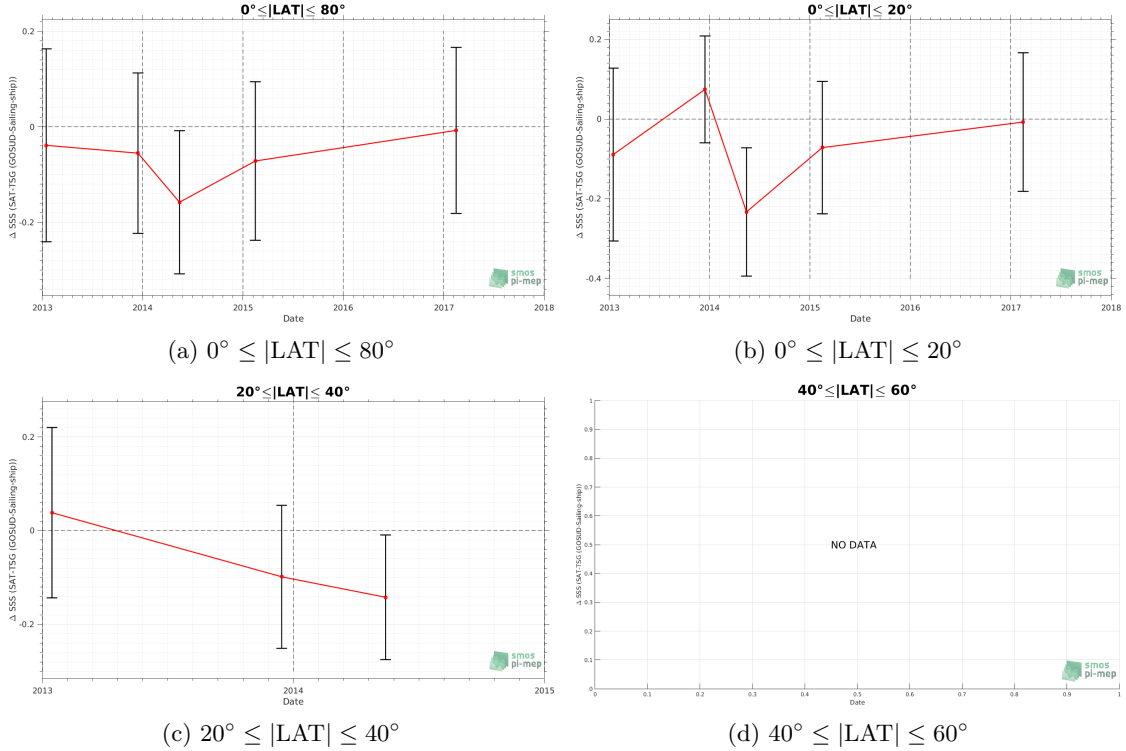 0°≤|LAT|≤ 80°
0.2
0
-0.2
Δ SSS (SAT-TSG (GOSUD-Sailing-ship))
2013 2014 2015 2016 2017 2018
Date
smos
pi-mep
(a) 0° ≤ |LAT| ≤ 80°
0°≤|LAT|≤ 20°
0.2
0
-0.2
-0.4
Δ SSS (SAT-TSG (GOSUD-Sailing-ship))
2013 2014 2015 2016 2017 2018
Date
smos
pi-mep
(b) 0° ≤ |LAT| ≤ 20°
20°≤|LAT|≤ 40°
0.2
0
-0.2
Δ SSS (SAT-TSG (GOSUD-Sailing-ship))
2013 2014 2015
Date
smos
pi-mep
(c) 20° ≤ |LAT| ≤ 40°
40°≤|LAT|≤ 60°
1
0.9
0.8
0.7
0.6
0.5
0.4
0.3
0.2
0.1
0
Δ SSS (SAT-TSG (GOSUD-Sailing-ship))
NO DATA
0 0.1 0.2 0.3 0.4 0.5 0.6 0.7 0.8 0.9 1
Date
smos
pi-mep
(d) 40° ≤ |LAT| ≤ 60°